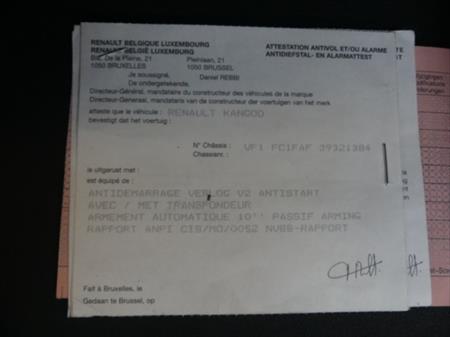 RENAULT BELGIQUE LUXEMBOURG
RENAULT BELGIË LUXEMBURG
Bld. De la Plaine, 21 Pleinlaan, 21
1050 BRUXELLES 1050 BRUSSEL
ATTESTATION ANTIVOL ET/OU ALARME
ANTIDIEFSTAL- EN ALARMATTEST
Je soussigné, Daniel REBBI
De ondergetekende,
Directeur-Général, mandataire du constructeur des véhicules de la marque
Directeur-Generaal, mandataris van de constructeur der voertuigen van het merk
atteste que le véhicule : RENAULT KANGOO
bevestigt dat het voertuig :
N° Châssis : VF1 FC1FAF 39321384
Chassisnr. :
is uitgerust met :
est équipé de :
ANTIDEMARRAGE VERLOG V2 ANTISTART
AVEC / MET TRANSPONDEUR
ARMEMENT AUTOMATIQUE 10'' PASSIF ARMING
RAPPORT ANPI CIS/MO/0052 NVBB-RAPPORT
Fait à Bruxelles, le
Gedaan te Brussel, op